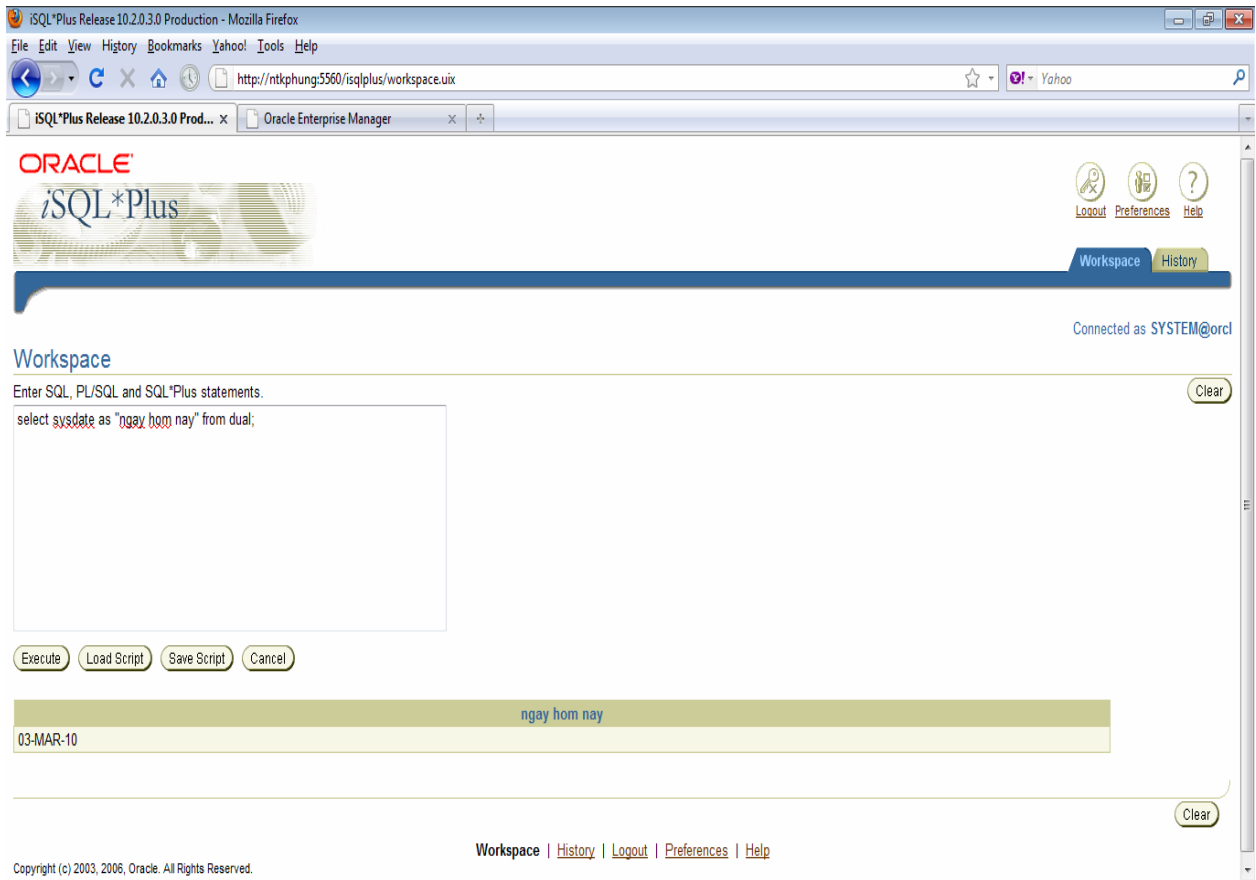 iSQL*Plus Release 10.2.0.3.0 Production - Mozilla Firefox
File Edit View History Bookmarks Yahoo! Tools Help
http://ntkphung:5560/isqlplus/workspace.uix
Yahoo
iSQL*Plus Release 10.2.0.3.0 Prod... Oracle Enterprise Manager
ORACLE
iSQL*Plus
Logout Preferences Help
Workspace History
Connected as SYSTEM@orcl
Workspace
Enter SQL, PL/SQL and SQL*Plus statements.
Clear
select sysdate as "ngay hom nay" from dual;
Execute Load Script Save Script Cancel
ngay hom nay
03-MAR-10
Clear
Workspace | History | Logout | Preferences | Help
Copyright (c) 2003, 2006, Oracle. All Rights Reserved.